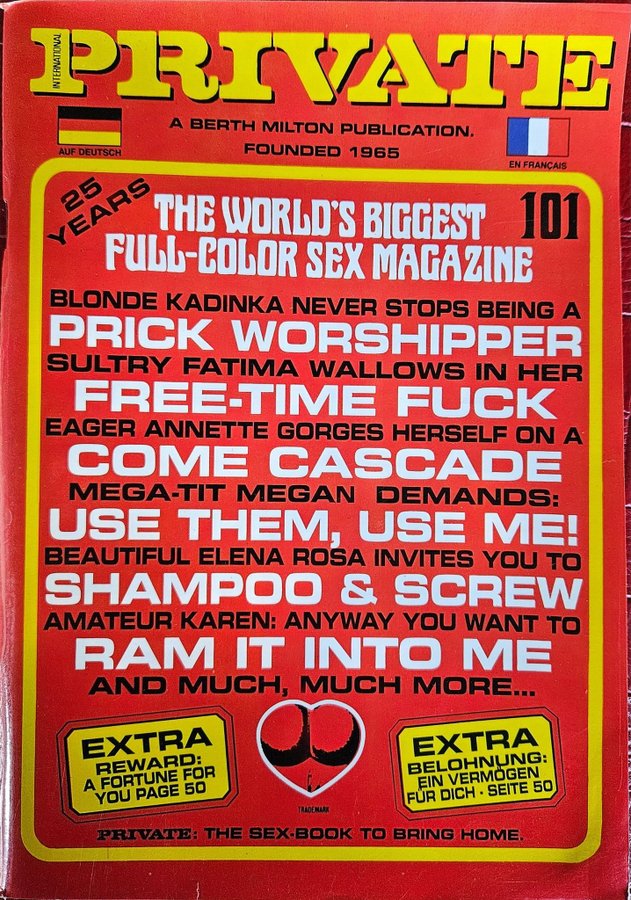 INTERNATIONAL
PRIVATE
A BERTH MILTON PUBLICATION.
FOUNDED 1965
AUF DEUTSCH
EN FRANÇAIS
25
YEARS
THE WORLD'S BIGGEST
FULL-COLOR SEX MAGAZINE
101
BLONDE KADINKA NEVER STOPS BEING A
PRICK WORSHIPPER
SULTRY FATIMA WALLOWS IN HER
FREE-TIME FUCK
EAGER ANNETTE GORGES HERSELF ON A
COME CASCADE
MEGA-TIT MEGAN DEMANDS:
USE THEM, USE ME!
BEAUTIFUL ELENA ROSA INVITES YOU TO
SHAMPOO & SCREW
AMATEUR KAREN: ANYWAY YOU WANT TO
RAM IT INTO ME
AND MUCH, MUCH MORE...
EXTRA
REWARD:
A FORTUNE FOR
YOU PAGE 50
TRADEMARK
EXTRA
BELOHNUNG:
EIN VERMÖGEN
FÜR DICH - SEITE 50
PRIVATE: THE SEX-BOOK TO BRING HOME.